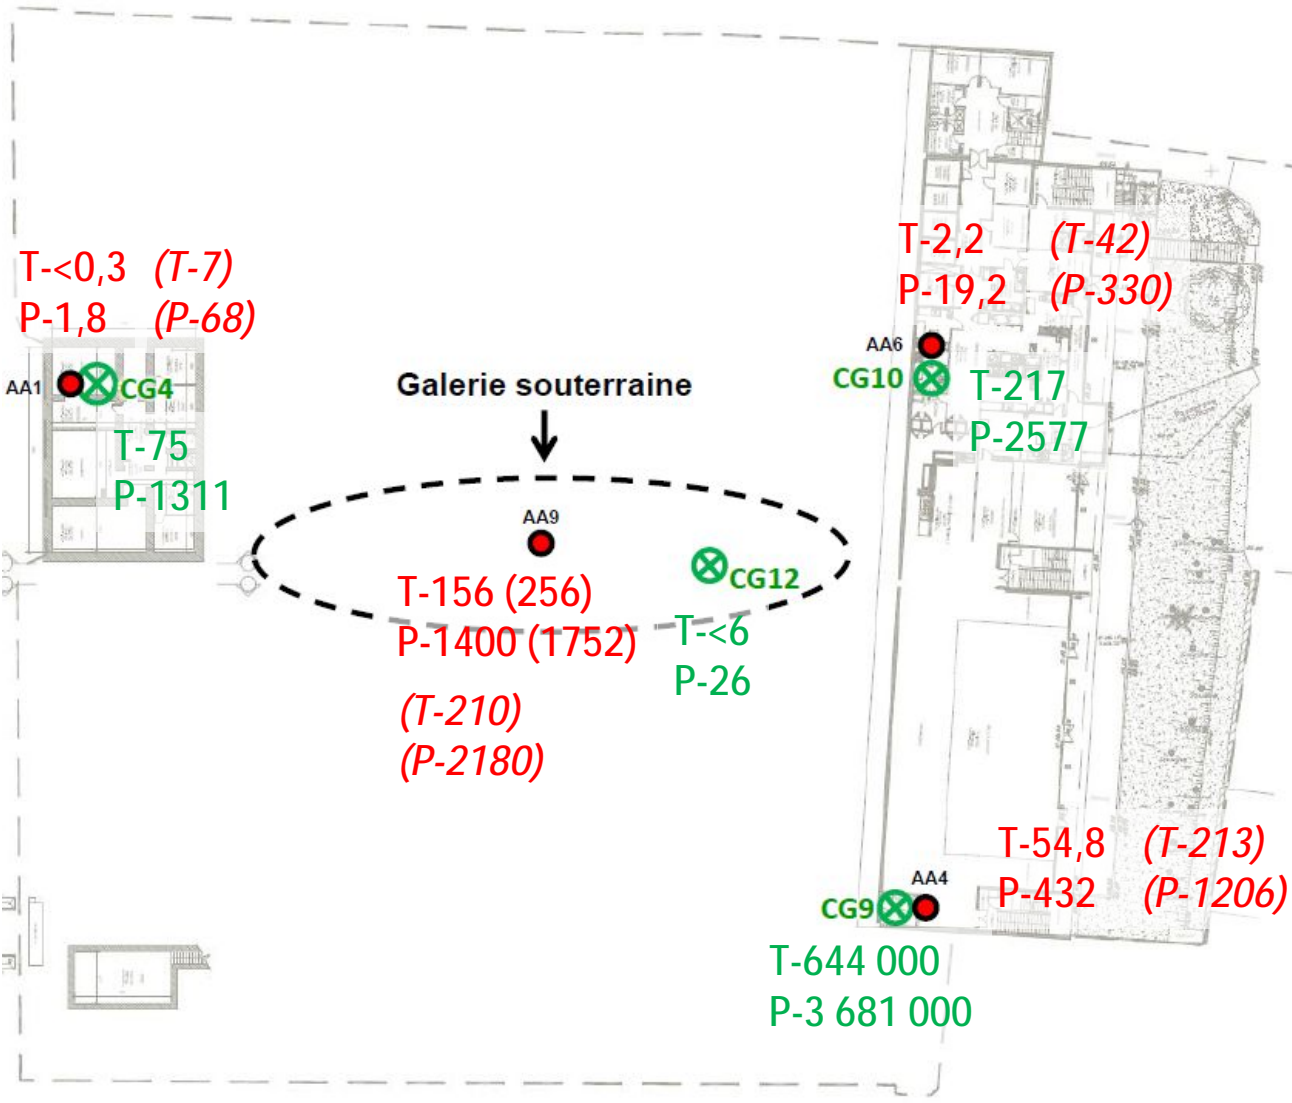 T-<0,3 (T-7)
P-1,8 (P-68)
AA1
CG4
T-75
P-1311
Galerie souterraine
AA9
T-156 (256)
P-1400 (1752)
(T-210)
(P-2180)
CG12
T-<6
P-26
T-2,2 (T-42)
P-19,2 (P-330)
AA6
CG10
T-217
P-2577
T-54,8 (T-213)
P-432 (P-1206)
AA4
CG9
T-644 000
P-3 681 000